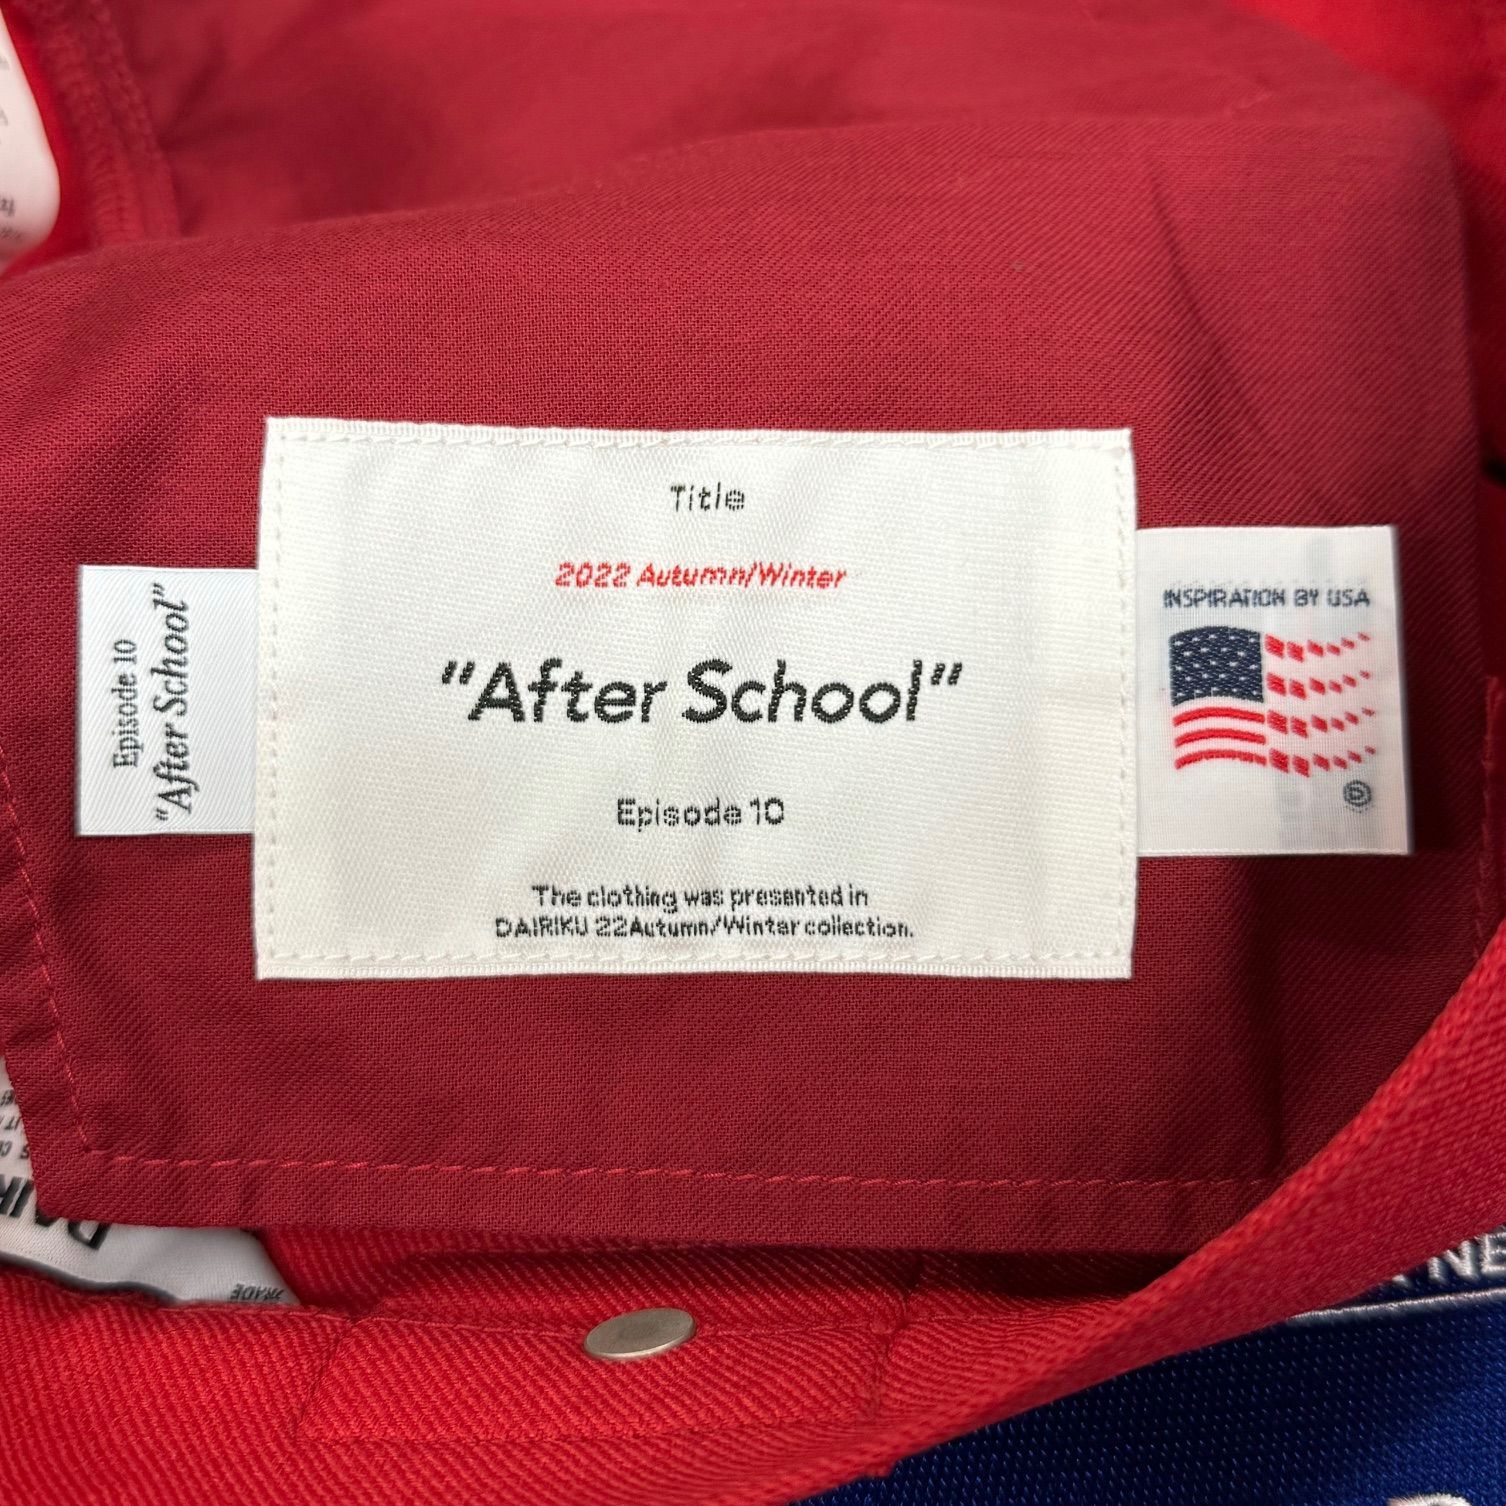 Title
2022 Autumn/Winter
"After School"
Episode 10
The clothing was presented in
DAIRIKU 22Autumn/Winter collection.
Episode 10
"After School"
INSPIRATION BY USA
D
TRADE